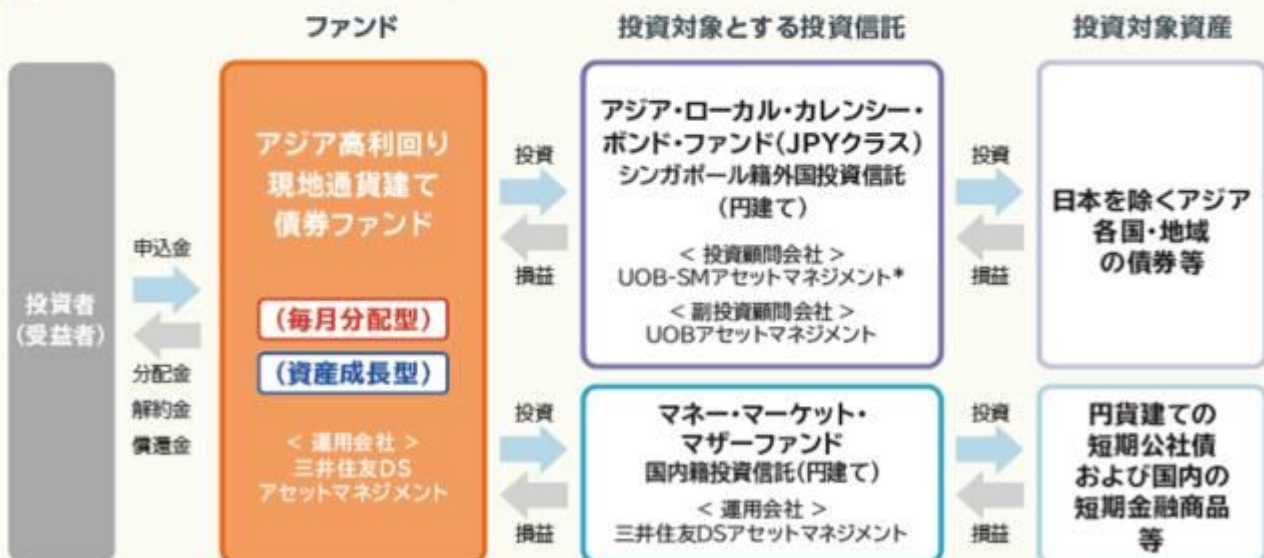 ファンド
投資対象とする投資信託
投資対象資産
投資者
(受益者)
申込金
分配金
解約金
償還金
アジア高利回り
現地通貨建て
債券ファンド
(毎月分配型)
(資産成長型)
< 運用会社 >
三井住友DS
アセットマネジメント
投資
損益
アジア・ローカル・カレンシー・
ボンド・ファンド(JPYクラス)
シンガポール籍外国投資信託
(円建て)
< 投資顧問会社 >
UOB-SMアセットマネジメント*
< 副投資顧問会社 >
UOBアセットマネジメント
投資
損益
日本を除くアジア
各国・地域
の債券等
投資
損益
マネー・マーケット・
マザーファンド
国内籍投資信託(円建て)
< 運用会社 >
三井住友DSアセットマネジメント
投資
損益
円貨建ての
短期公社債
および国内の
短期金融商品
等